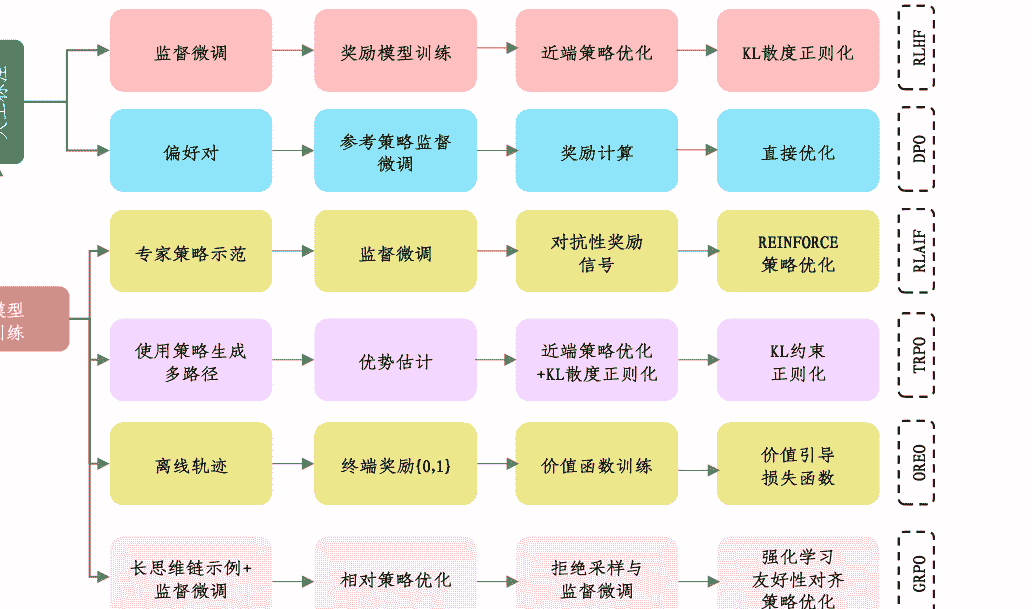 监督微调
奖励模型训练
近端策略优化
KL散度正则化
RLHF
偏好对
参考策略监督
微调
奖励计算
直接优化
DPO
专家策略示范
监督微调
对抗性奖励
信号
REINFORCE
策略优化
RLAIF
模型
训练
使用策略生成
多路径
优势估计
近端策略优化
+KL散度正则化
KL约束
正则化
TRPO
离线轨迹
终端奖励{0,1}
价值函数训练
价值引导
损失函数
OREO
长思维链示例+
监督微调
相对策略优化
拒绝采样与
监督微调
强化学习
友好性对齐
策略优化
GRPO